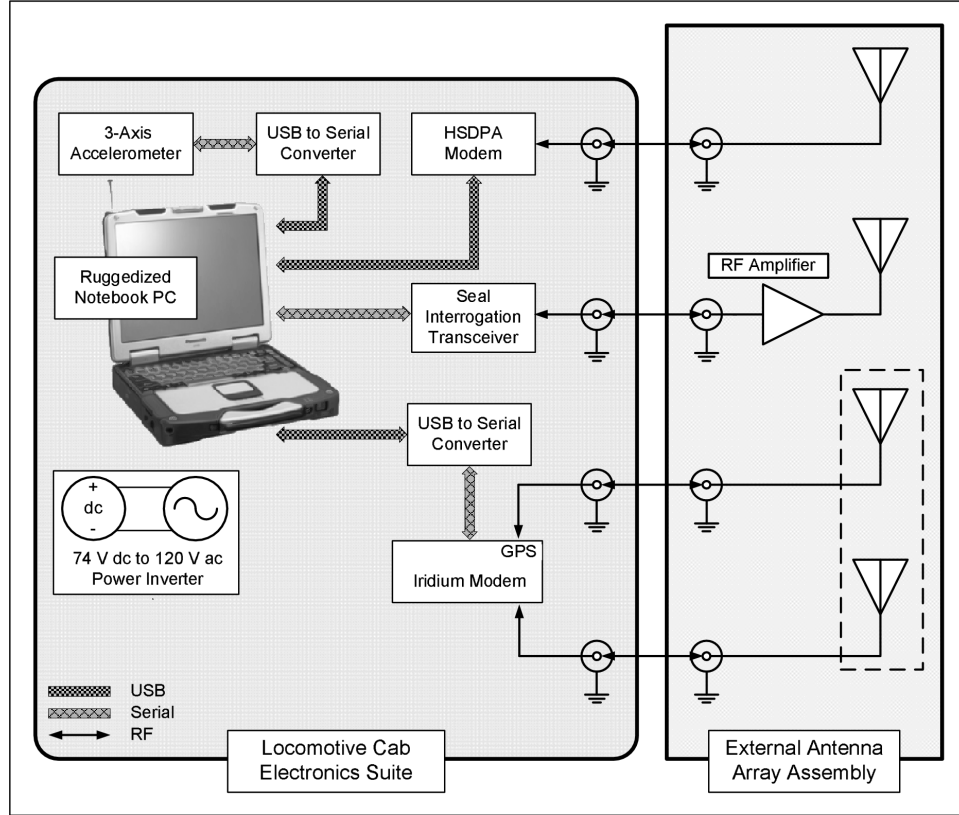 3-Axis
Accelerometer
USB to Serial
Converter
HSDPA
Modem
Ruggedized
Notebook PC
RF Amplifier
Seal
Interrogation
Transceiver
USB to Serial
Converter
+
dc
-
74 V dc to 120 V ac
Power Inverter
GPS
Iridium Modem
USB
Serial
RF
Locomotive Cab
Electronics Suite
External Antenna
Array Assembly